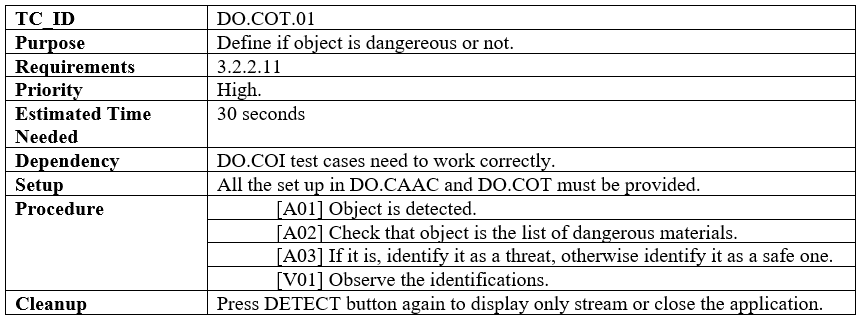 TC_ID DO.COT.01
Purpose Define if object is dangereous or not.
Requirements 3.2.2.11
Priority High.
Estimated Time 30 seconds
Needed
Dependency DO.COI test cases need to work correctly.
Setup All the set up in DO.CAAC and DO.COT must be provided.
Procedure [A01] Object is detected.
[A02] Check that object is the list of dangerous materials.
[A03] If it is, identify it as a threat, otherwise identify it as a safe one.
[V01] Observe the identifications.
Cleanup Press DETECT button again to display only stream or close the application.